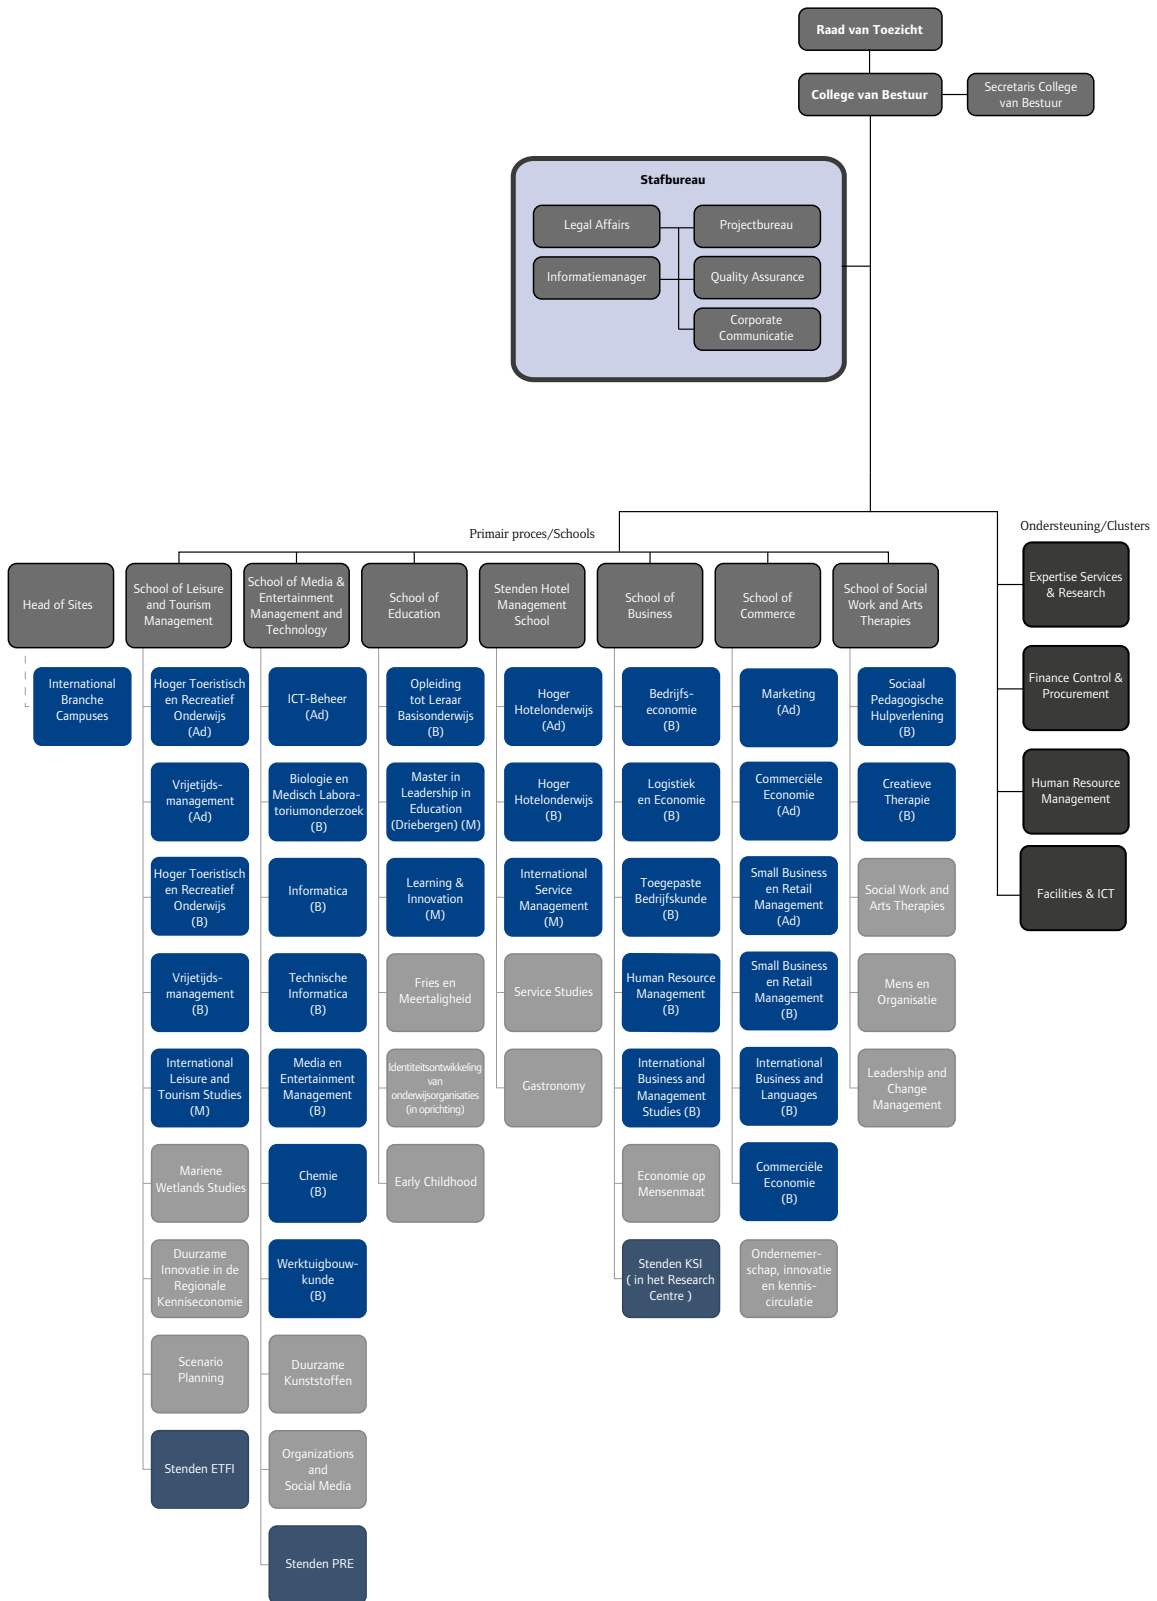 Raad van Toezicht
College van Bestuur
Secretaris College
van Bestuur
Stafbureau
Legal Affairs
Projectbureau
Informatiemanager
Quality Assurance
Corporate
Communicatie
Primair proces/Schools
Ondersteuning/Clusters
Head of Sites
School of Leisure
and Tourism
Management
School of Media &
Entertainment
Management and
Technology
School of
Education
Stenden Hotel
Management
School
School of
Business
School of
Commerce
School of Social
Work and Arts
Therapies
Expertise Services
& Research
Finance Control &
Procurement
Human Resource
Management
Facilities & ICT
International
Branche
Campuses
Hoger Toeristisch
en Recreatief
Onderwijs
(Ad)
Vrijetijds-
management
(Ad)
Hoger Toeristisch
en Recreatief
Onderwijs
(B)
Vrijetijds-
management
(B)
International
Leisure and
Tourism Studies
(M)
Mariene
Wetlands Studies
Duurzame
Innovatie in de
Regionale
Kenniseconomie
Scenario
Planning
Stenden ETFI
ICT-Beheer
(Ad)
Biologie en
Medisch Labora-
toriumonderzoek
(B)
Informatica
(B)
Technische
Informatica
(B)
Media en
Entertainment
Management
(B)
Chemie
(B)
Werktuigbouw-
kunde
(B)
Duurzame
Kunststoffen
Organizations
and
Social Media
Stenden PRE
Opleiding
tot Leraar
Basisonderwijs
(B)
Master in
Leadership in
Education
(Driebergen) (M)
Learning &
Innovation
(M)
Fries en
Meertaligheid
Identiteitsontwikkeling
van
onderwijsorganisaties
(in oprichting)
Early Childhood
Hoger
Hotelonderwijs
(Ad)
Hoger
Hotelonderwijs
(B)
International
Service
Management
(M)
Service Studies
Gastronomy
Bedrijfs-
economie
(B)
Logistiek
en Economie
(B)
Toegepaste
Bedrijfskunde
(B)
Human Resource
Management
(B)
International
Business and
Management
Studies (B)
Economie op
Mensenmaat
Stenden KSI
( in het Research
Centre )
Marketing
(Ad)
Commerciële
Economie
(Ad)
Small Business
en Retail
Management
(Ad)
Small Business
en Retail
Management
(B)
International
Business and
Languages
(B)
Commerciële
Economie
(B)
Ondernemer-
schap, innovatie
en kennis-
circulatie
Sociaal
Pedagogische
Hulpverlening
(B)
Creatieve
Therapie
(B)
Social Work and
Arts Therapies
Mens en
Organisatie
Leadership and
Change
Management